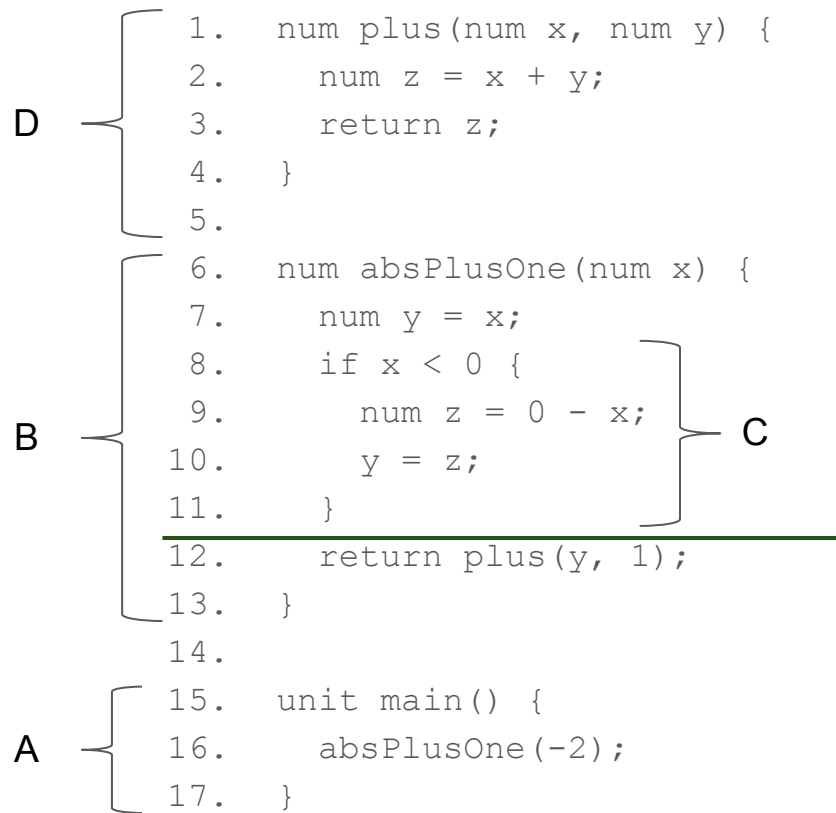 1. num plus(num x, num y) {
2. num z = x + y;
D 3. return z;
4. }
5.
6. num absPlusOne(num x) {
7. num y = x;
8. if x < 0 {
9. num z = 0 - x;
B C
10. y = z;
11. }
12. return plus(y, 1);
13. }
14.
15. unit main() {
A 16. absPlusOne(-2);
17. }